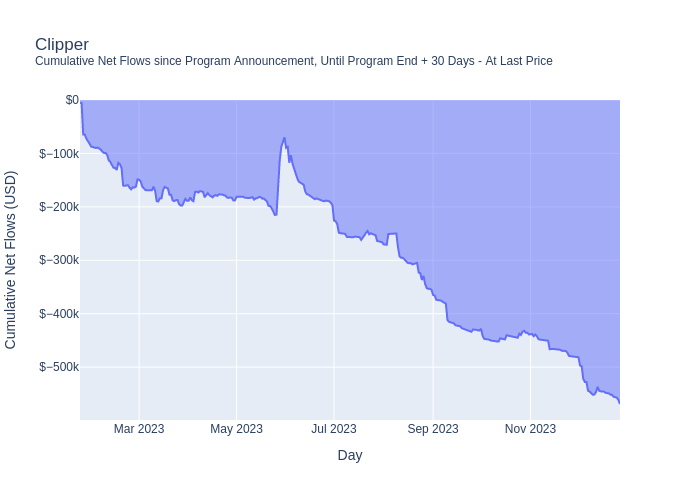 Clipper
Cumulative Net Flows since Program Announcement, Until Program End + 30 Days - At Last Price
Cumulative Net Flows (USD)
$0
$−100k
$−200k
$−300k
$−400k
$−500k
Mar 2023 May 2023 Jul 2023 Sep 2023 Nov 2023
Day